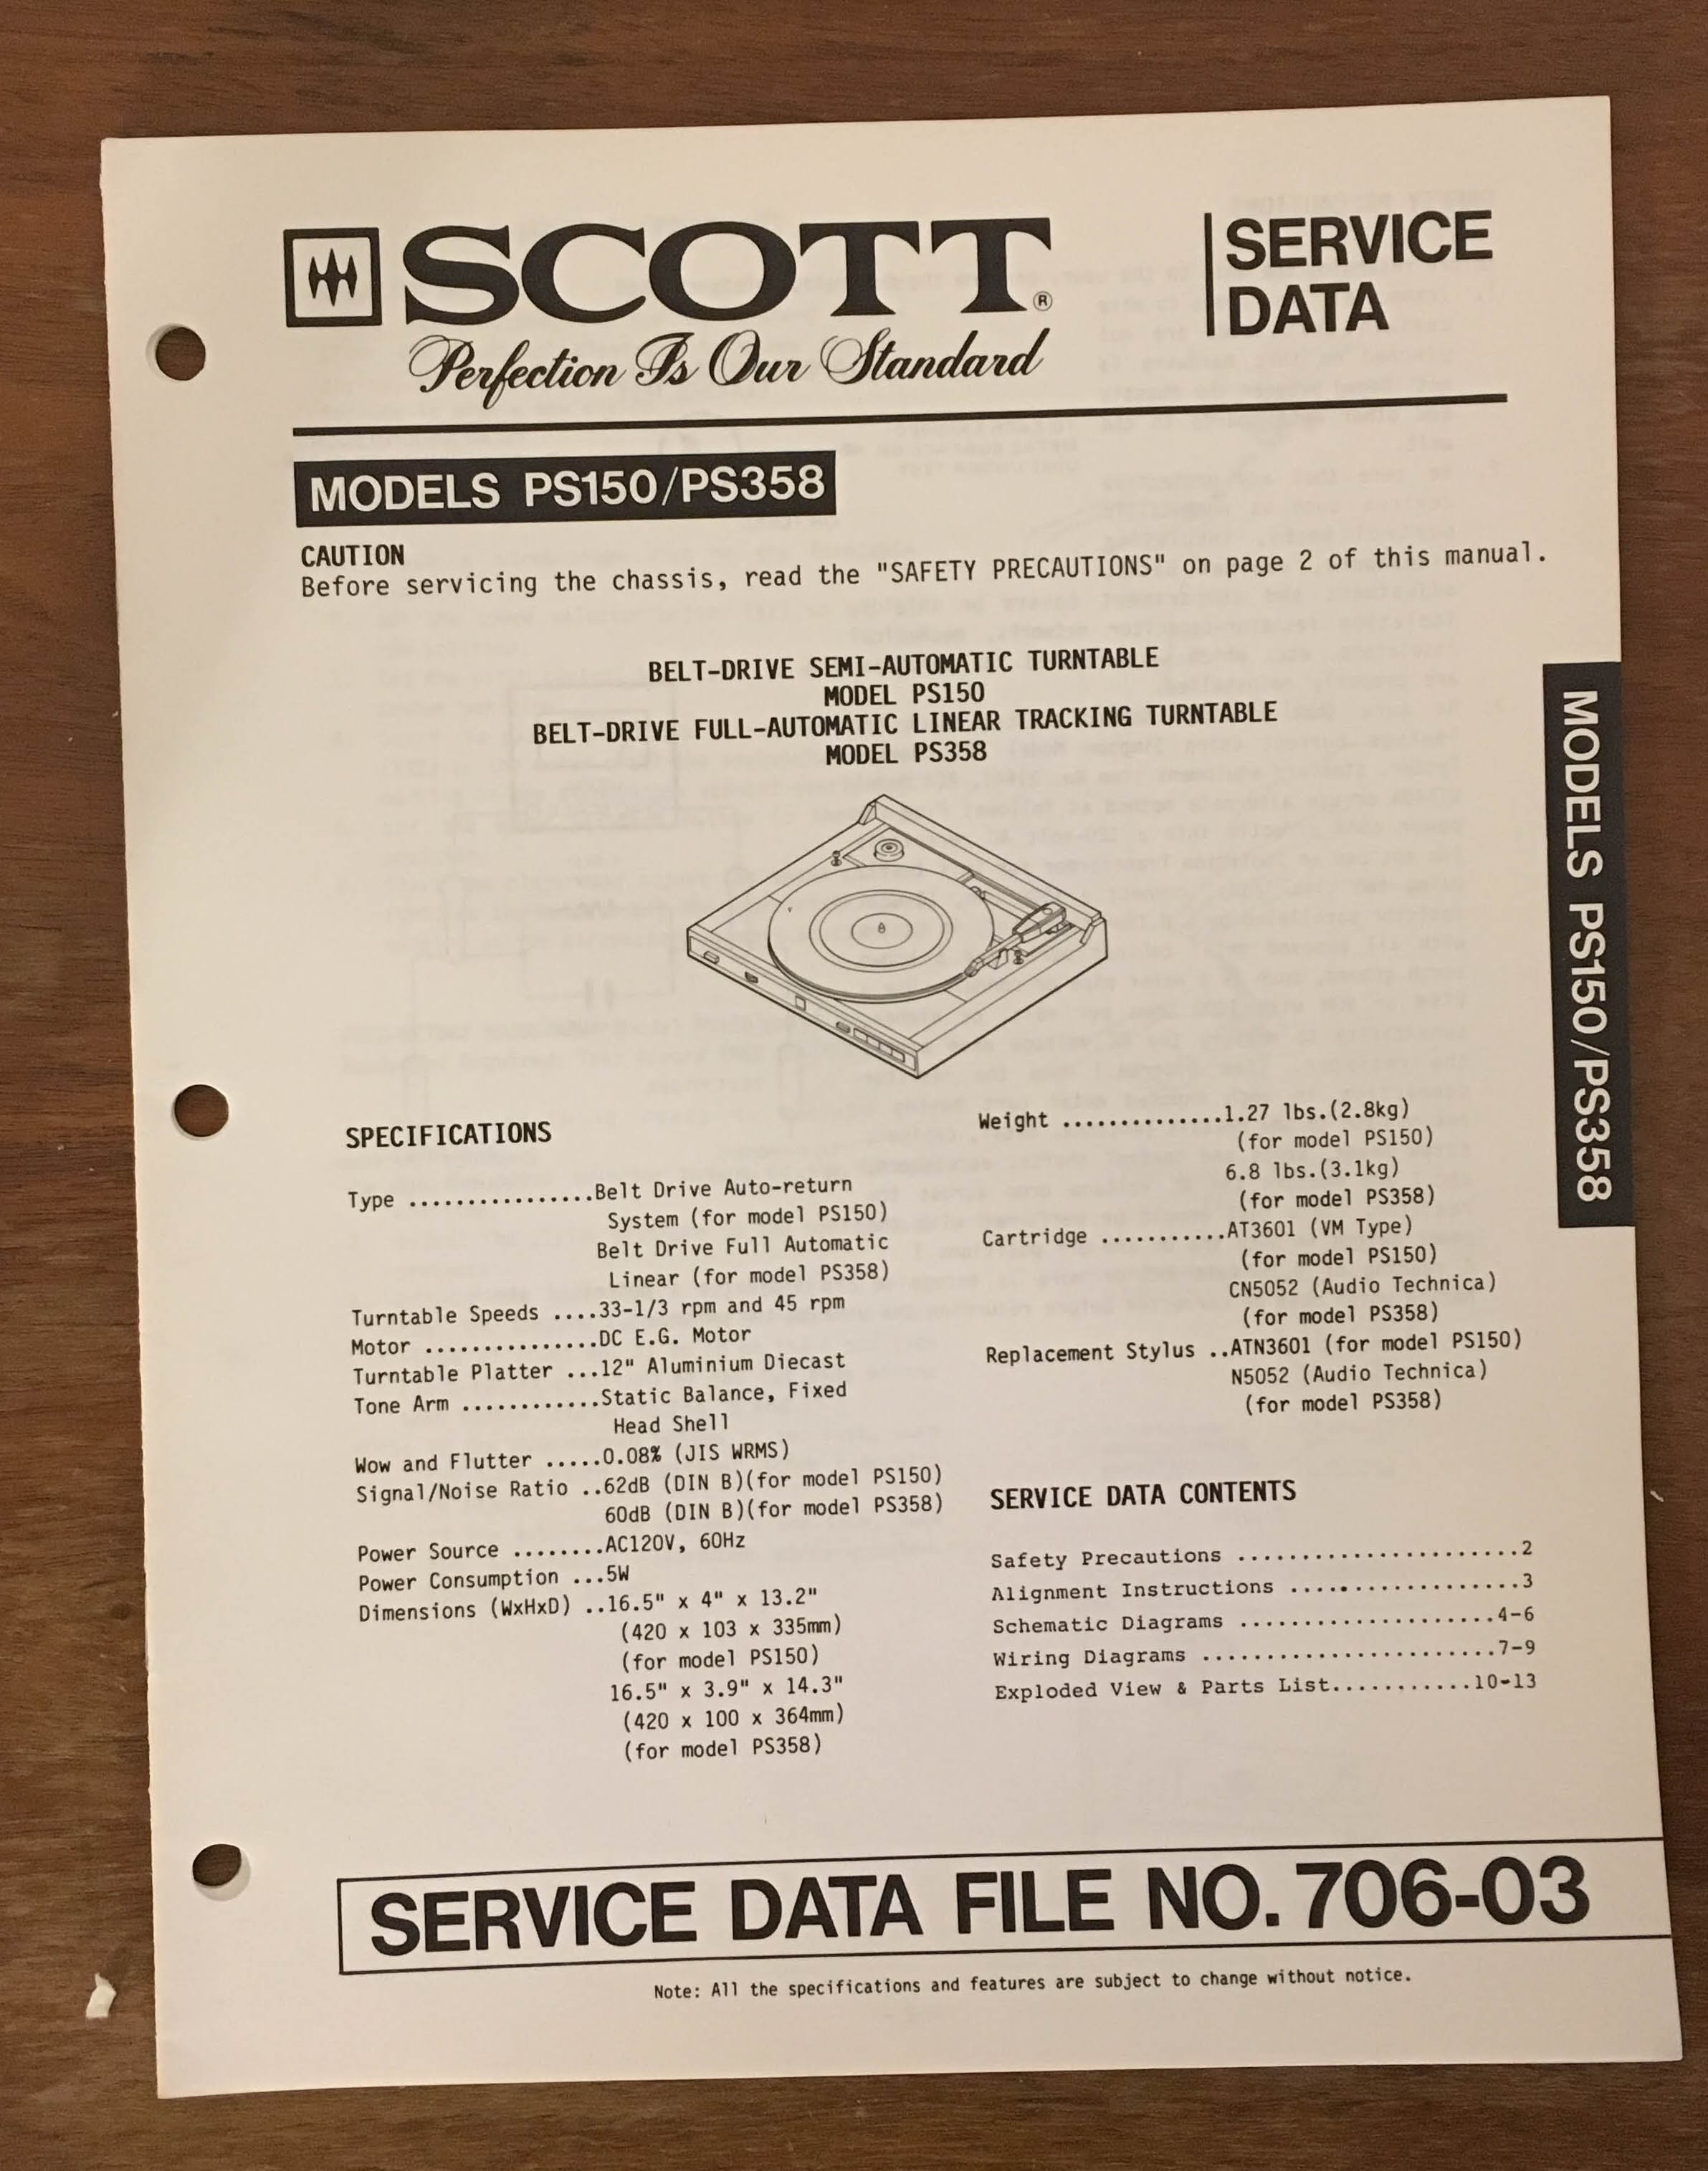 SCOTT®
Perfection Is Our Standard
SERVICE
DATA
MODELS PS150/PS358
CAUTION
Before servicing the chassis, read the "SAFETY PRECAUTIONS" on page 2 of this manual.
BELT-DRIVE SEMI-AUTOMATIC TURNTABLE
MODEL PS150
BELT-DRIVE FULL-AUTOMATIC LINEAR TRACKING TURNTABLE
MODEL PS358
MODELS PS150/PS358
SPECIFICATIONS
Type ................Belt Drive Auto-return
System (for model PS150)
Belt Drive Full Automatic
Linear (for model PS358)
Turntable Speeds ....33-1/3 rpm and 45 rpm
Motor ...............DC E.G. Motor
Turntable Platter ...12" Aluminium Diecast
Tone Arm ............Static Balance, Fixed
Head Shell
Wow and Flutter .....0.08% (JIS WRMS)
Signal/Noise Ratio ..62dB (DIN B)(for model PS150)
60dB (DIN B)(for model PS358)
Power Source ........AC120V, 60Hz
Power Consumption ...5W
Dimensions (WxHxD) ..16.5" x 4" x 13.2"
(420 x 103 x 335mm)
(for model PS150)
16.5" x 3.9" x 14.3"
(420 x 100 x 364mm)
(for model PS358)
Weight ..............1.27 lbs.(2.8kg)
(for model PS150)
6.8 lbs.(3.1kg)
(for model PS358)
Cartridge ...........AT3601 (VM Type)
(for model PS150)
CN5052 (Audio Technica)
(for model PS358)
Replacement Stylus ..ATN3601 (for model PS150)
N5052 (Audio Technica)
(for model PS358)
SERVICE DATA CONTENTS
Safety Precautions ......................2
Alignment Instructions ..................3
Schematic Diagrams ....................4-6
Wiring Diagrams .......................7-9
Exploded View & Parts List...........10-13
SERVICE DATA FILE NO. 706-03
Note: All the specifications and features are subject to change without notice.